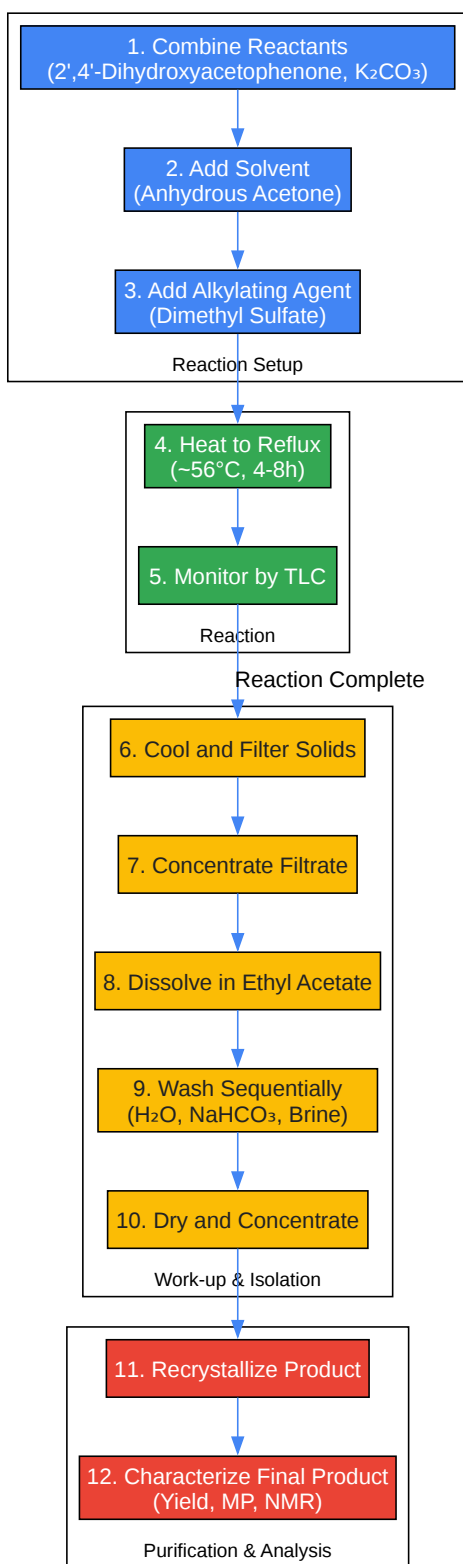 1. Combine Reactants
(2',4'-Dihydroxyacetophenone, K₂CO₃)
2. Add Solvent
(Anhydrous Acetone)
3. Add Alkylating Agent
(Dimethyl Sulfate)
Reaction Setup
4. Heat to Reflux
(~56°C, 4-8h)
5. Monitor by TLC
Reaction
Reaction Complete
6. Cool and Filter Solids
7. Concentrate Filtrate
8. Dissolve in Ethyl Acetate
9. Wash Sequentially
(H₂O, NaHCO₃, Brine)
10. Dry and Concentrate
Work-up & Isolation
11. Recrystallize Product
12. Characterize Final Product
(Yield, MP, NMR)
Purification & Analysis